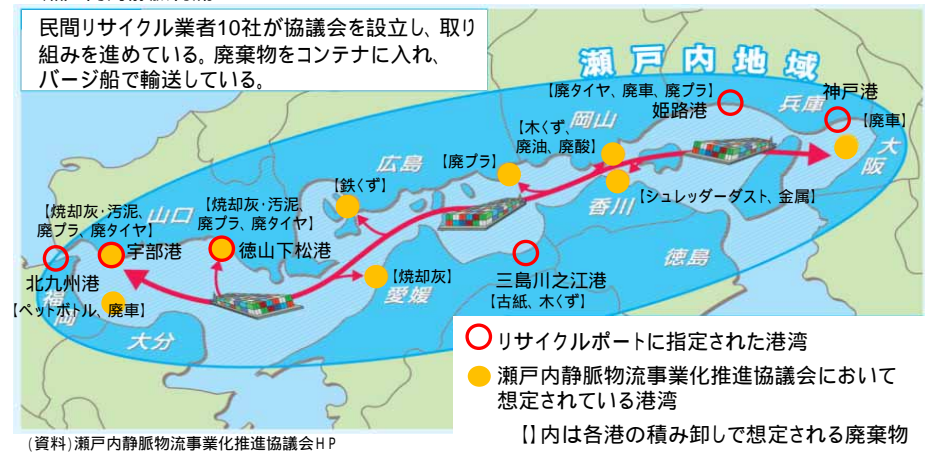 民間リサイクル業者10社が協議会を設立し、取り
組みを進めている。廃棄物をコンテナに入れ、
バージ船で輸送している。
瀬戸内地域
【廃タイヤ、廃車、廃プラ】
姫路港
兵庫
神戸港
【廃車】
大阪
岡山
【木くず、
廃油、廃酸】
広島
【廃プラ】
【鉄くず】
香川
【シュレッダーダスト、金属】
【焼却灰・汚泥、
廃プラ、廃タイヤ】
山口
宇部港
【焼却灰・汚泥、
廃プラ、廃タイヤ】
徳山下松港
徳島
三島川之江港
【古紙、木くず】
【焼却灰】
愛媛
北九州港
福岡
【ペットボトル、廃車】
大分
リサイクルポートに指定された港湾
瀬戸内静脈物流事業化推進協議会において
想定されている港湾
【】内は各港の積み卸しで想定される廃棄物
(資料)瀬戸内静脈物流事業化推進協議会HP